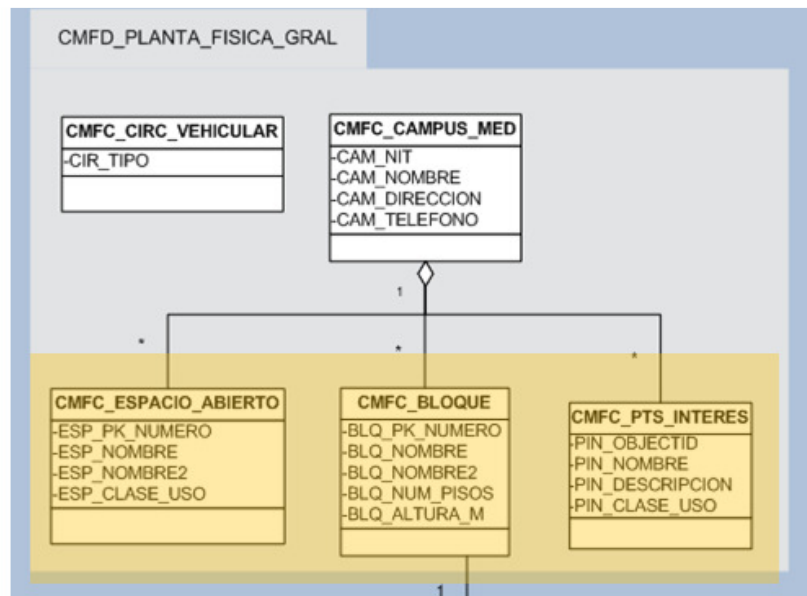 CMFD_PLANTA_FISICA_GRAL
CMFC_CIRC_VEHICULAR
-CIR_TIPO
CMFC_CAMPUS_MED
-CAM_NIT
-CAM_NOMBRE
-CAM_DIRECCION
-CAM_TELEFONO
1
*
*
*
CMFC_ESPACIO_ABIERTO
-ESP_PK_NUMERO
-ESP_NOMBRE
-ESP_NOMBRE2
-ESP_CLASE_USO
CMFC_BLOQUE
-BLQ_PK_NUMERO
-BLQ_NOMBRE
-BLQ_NOMBRE2
-BLQ_NUM_PISOS
-BLQ_ALTURA_M
CMFC_PTS_INTERES
-PIN_OBJECTID
-PIN_NOMBRE
-PIN_DESCRIPCION
-PIN_CLASE_USO
1